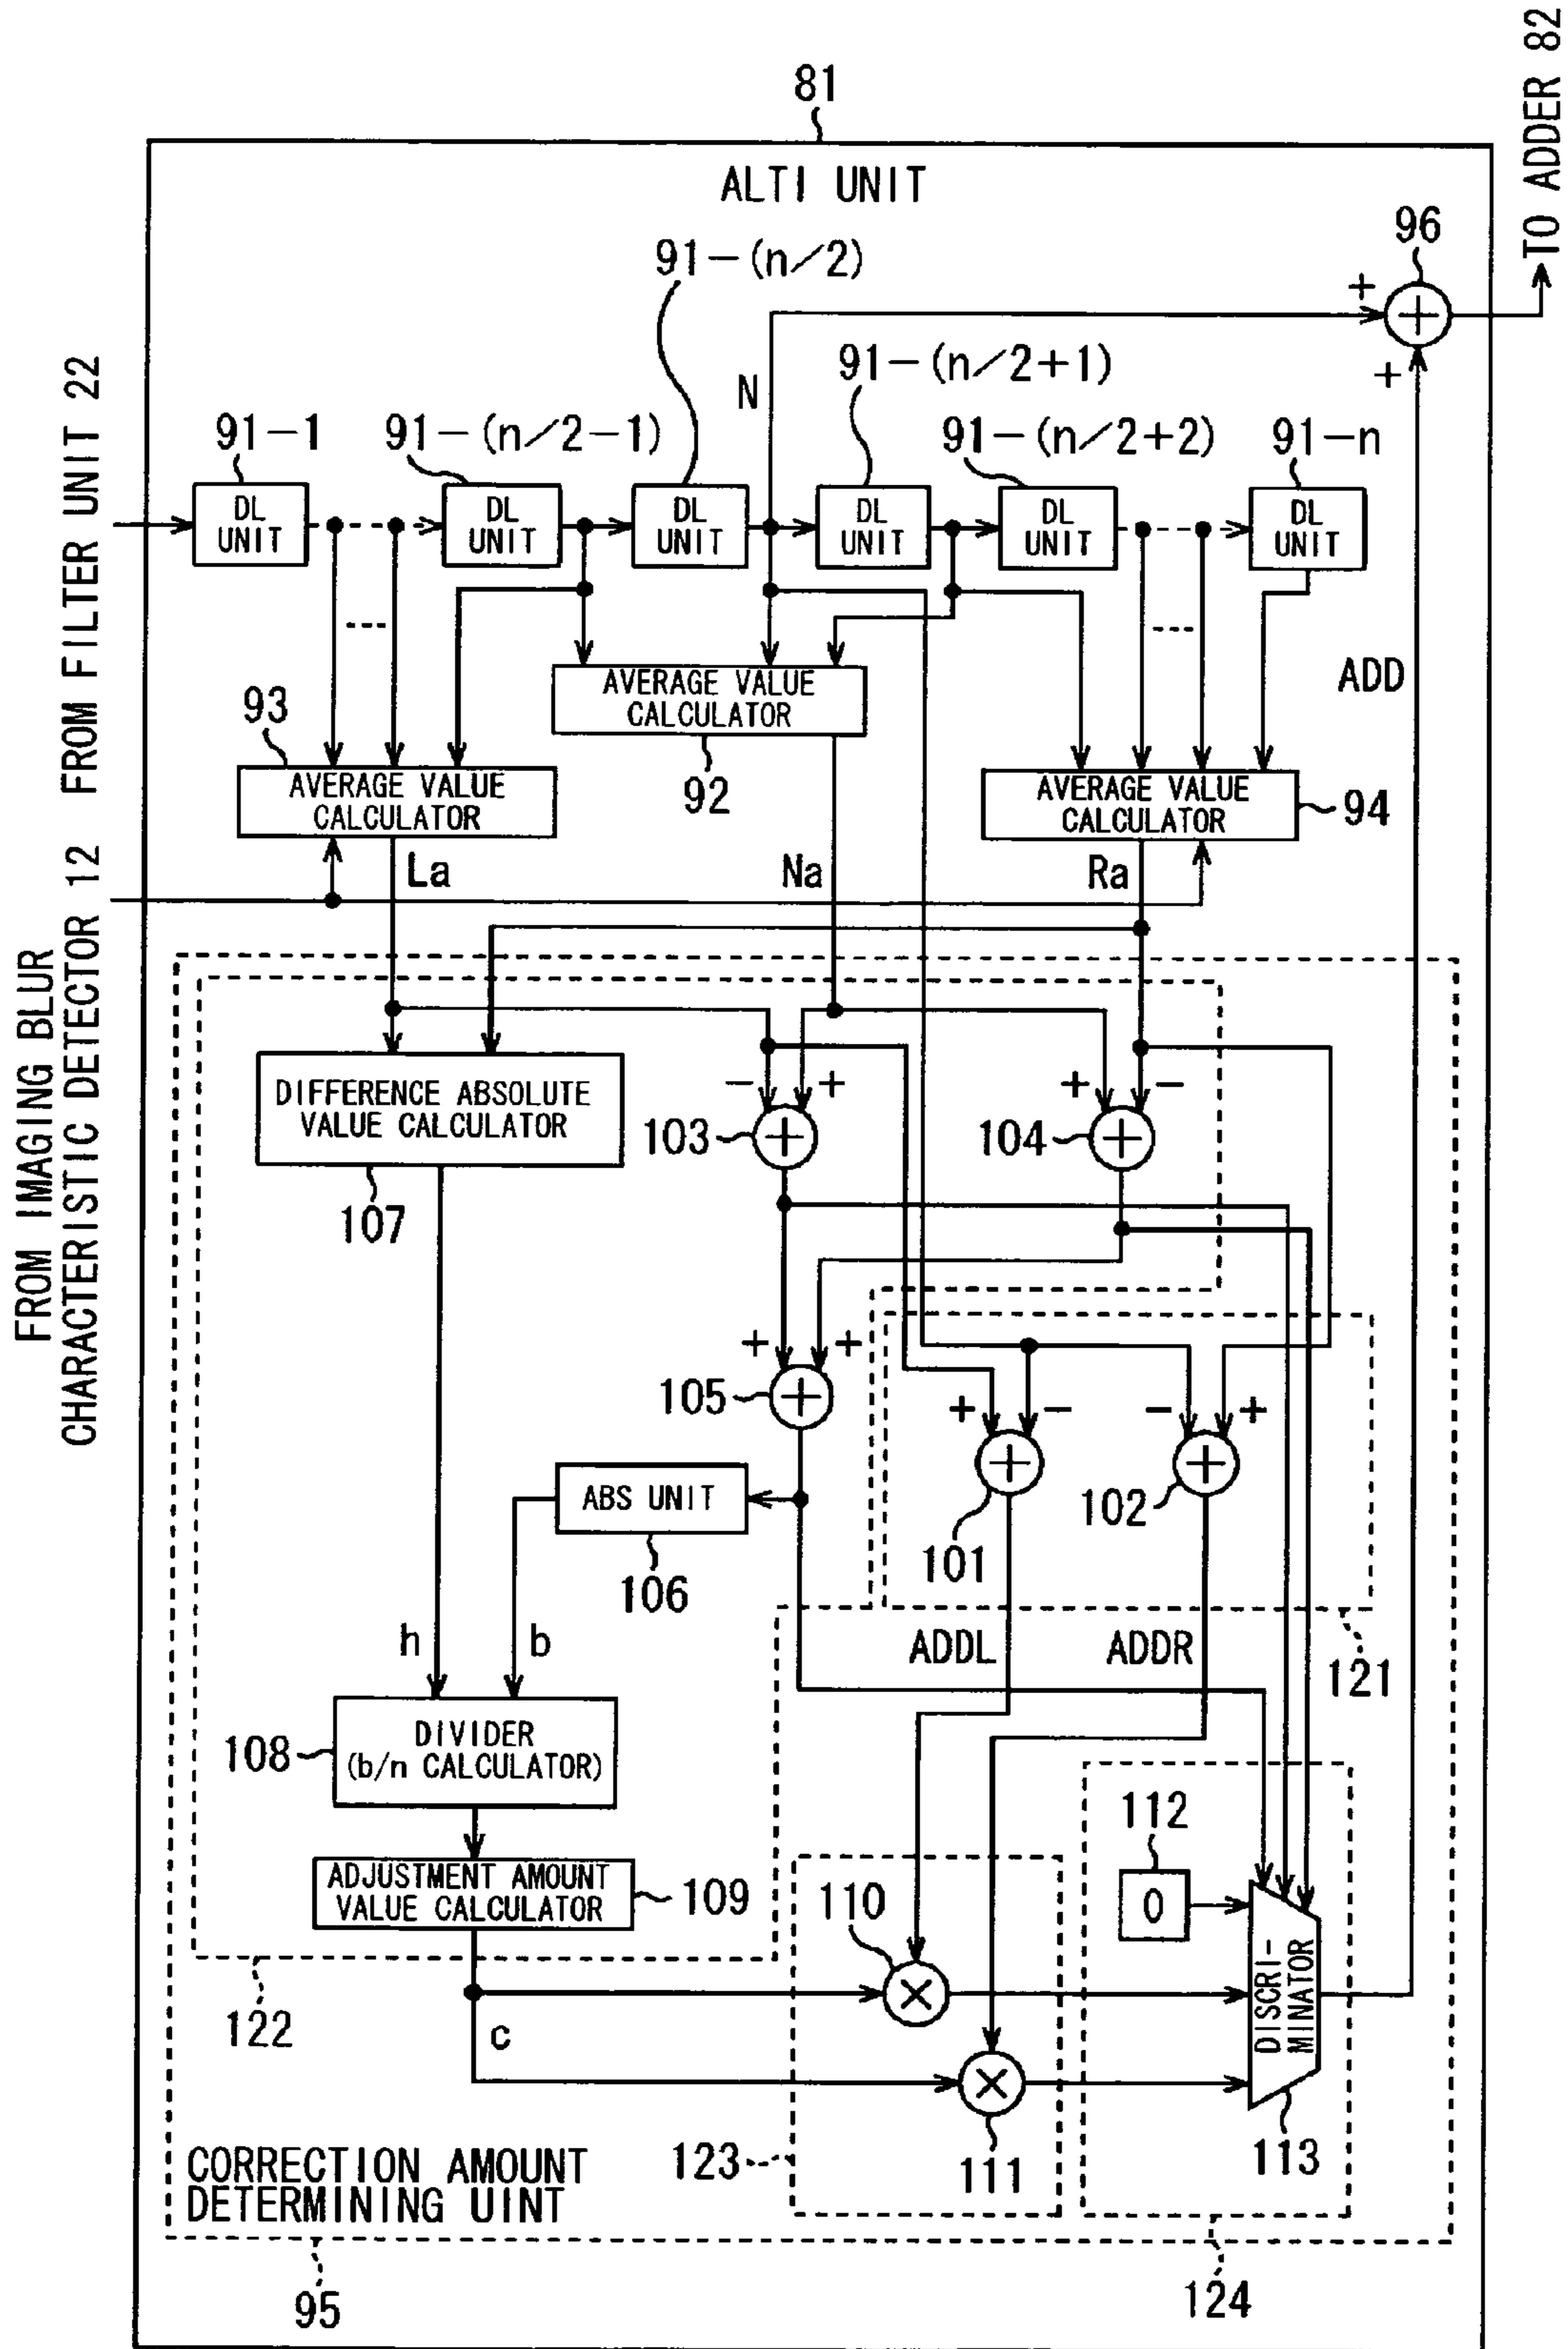 TO ADDER 82
81
ALTI UNIT
96
91-(n/2)
+
N
91-(n/2+1)
+
FROM FILTER UNIT 22
91-1
91-(n/2-1)
91-(n/2+2)
91-n
DL
UNIT
DL
UNIT
DL
UNIT
DL
UNIT
DL
UNIT
DL
UNIT
ADD
AVERAGE VALUE
CALCULATOR
93
92
AVERAGE VALUE
CALCULATOR
AVERAGE VALUE
CALCULATOR
94
La
Na
Ra
FROM IMAGING BLUR
CHARACTERISTIC DETECTOR 12
DIFFERENCE ABSOLUTE
VALUE CALCULATOR
- +
+ -
103
104
107
+ +
105
+ -
- +
ABS UNIT
101
102
106
h
b
ADDL
ADDR
121
108
DIVIDER
(b/n CALCULATOR)
112
0
ADJUSTMENT AMOUNT
VALUE CALCULATOR
109
110
DISCRI-
MINATOR
122
c
123
111
113
CORRECTION AMOUNT
DETERMINING UINT
95
124